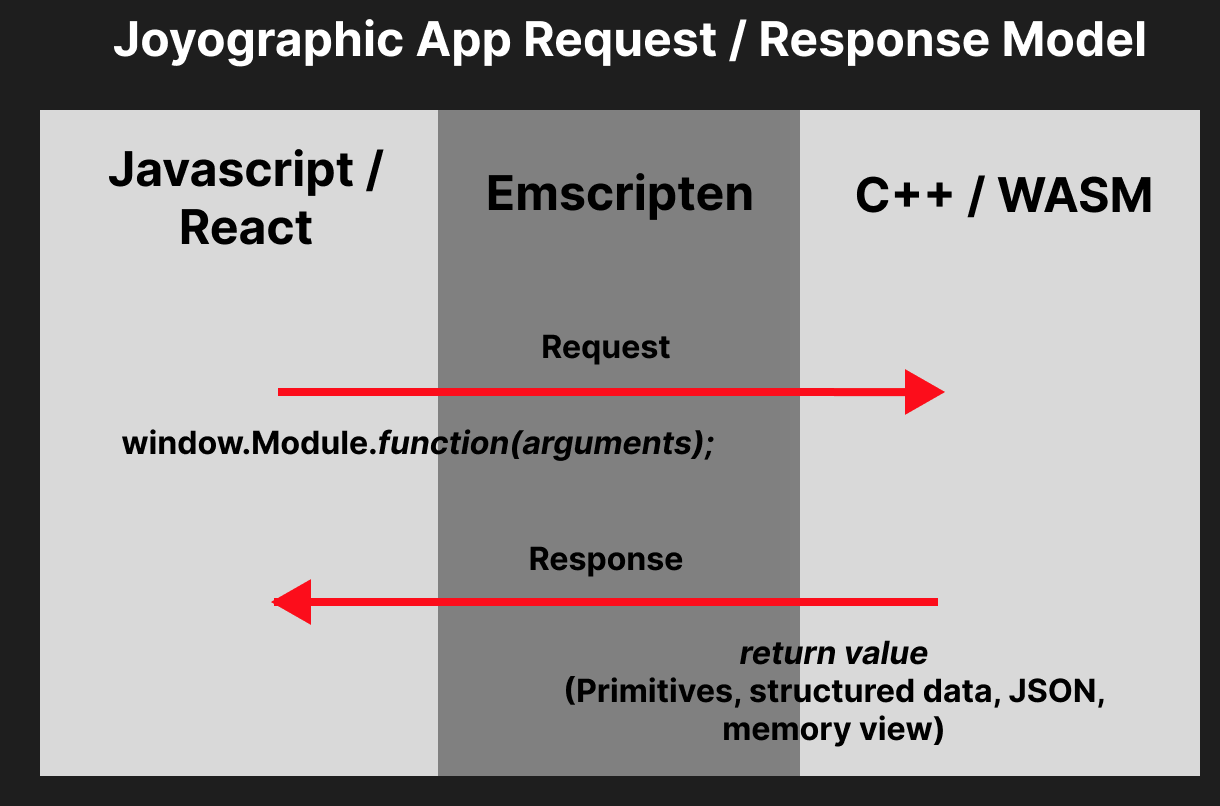 Joyographic App Request / Response Model
Javascript /
React
Emscripten
C++ / WASM
Request
window.Module.function(arguments);
Response
return value
(Primitives, structured data, JSON,
memory view)